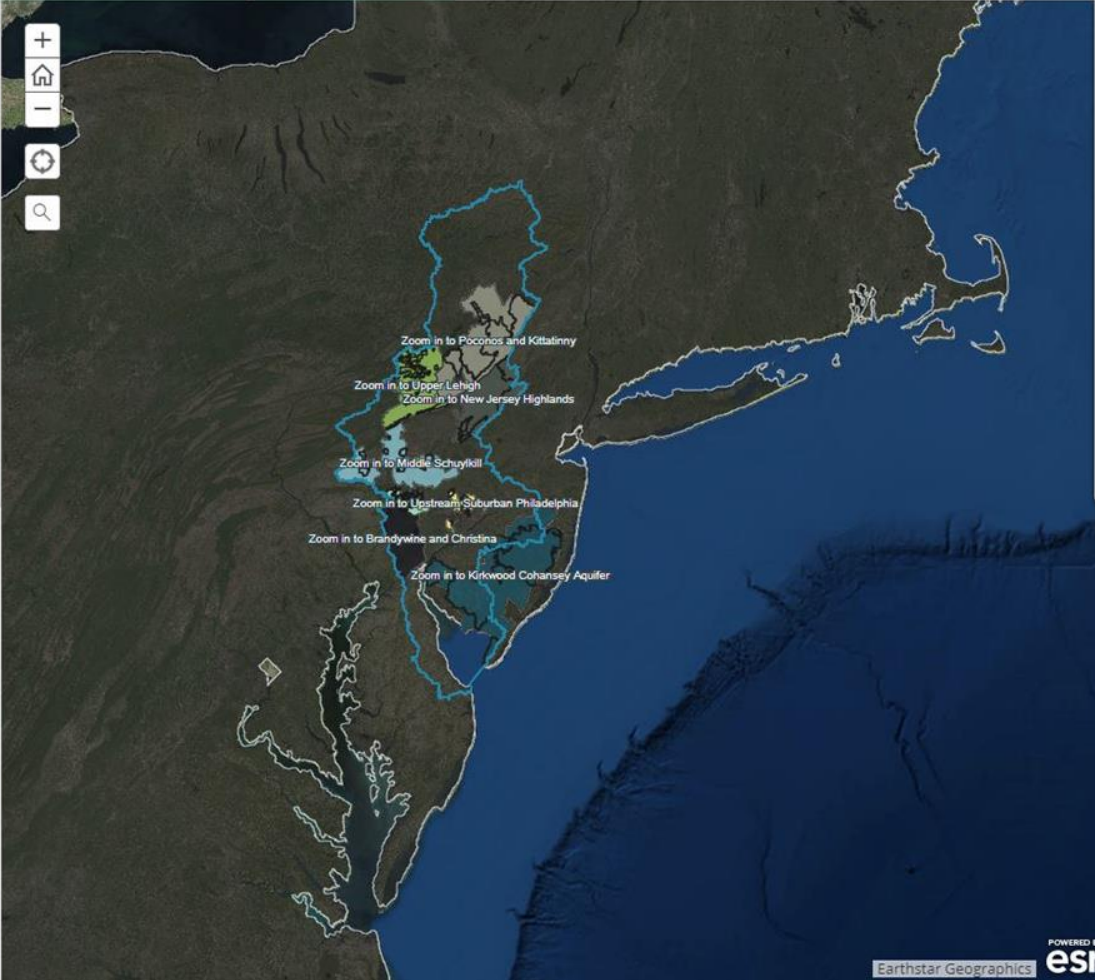 +
−
Zoom in to Poconos and Kittatinny
Zoom in to Upper Lehigh
Zoom in to New Jersey Highlands
Zoom in to Middle Schuylkill
Zoom in to Upstream Suburban Philadelphia
Zoom in to Brandywine and Christina
Zoom in to Kirkwood Cohansey Aquifer
POWERED
esr
Earthstar Geographics